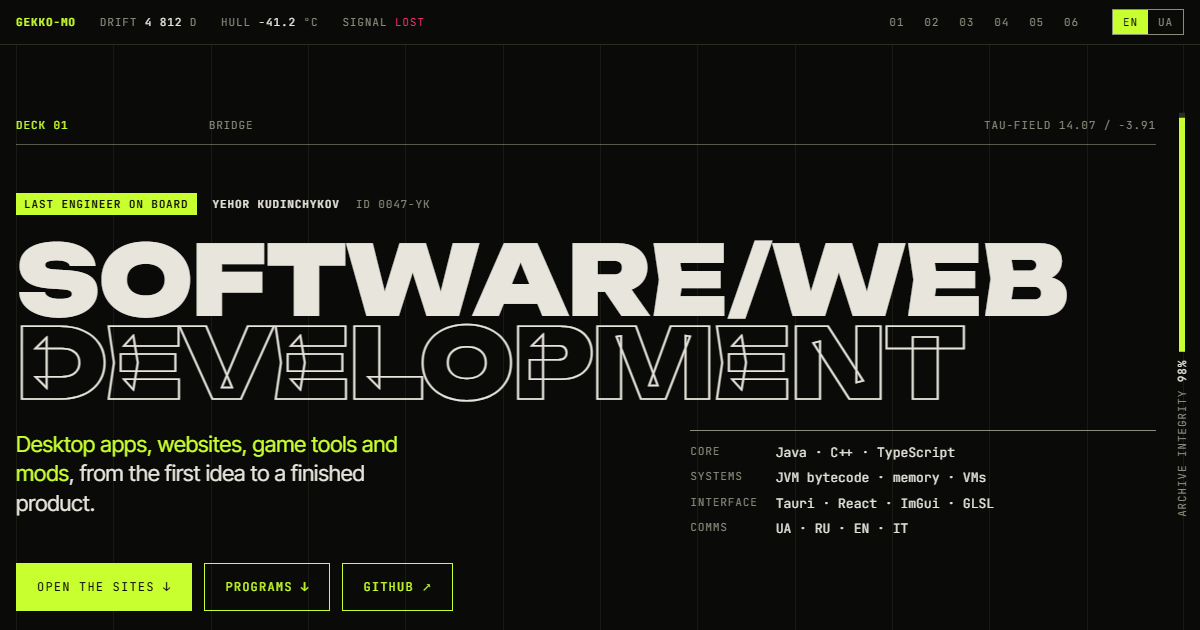 GEKKO-MO DRIFT 4 812 D HULL -41.2 °C SIGNAL LOST 01 02 03 04 05 06 EN UA
DECK 01 BRIDGE TAU-FIELD 14.07 / -3.91
LAST ENGINEER ON BOARD YEHOR KUDINCHYKOV ID 0047-YK
SOFTWARE/WEB
DEVELOPMENT
Desktop apps, websites, game tools and
mods, from the first idea to a finished
product.
CORE Java · C++ · TypeScript
SYSTEMS JVM bytecode · memory · VMs
INTERFACE Tauri · React · ImGui · GLSL
COMMS UA · RU · EN · IT
OPEN THE SITES ↓ PROGRAMS ↓ GITHUB ↗
ARCHIVE INTEGRITY 98%